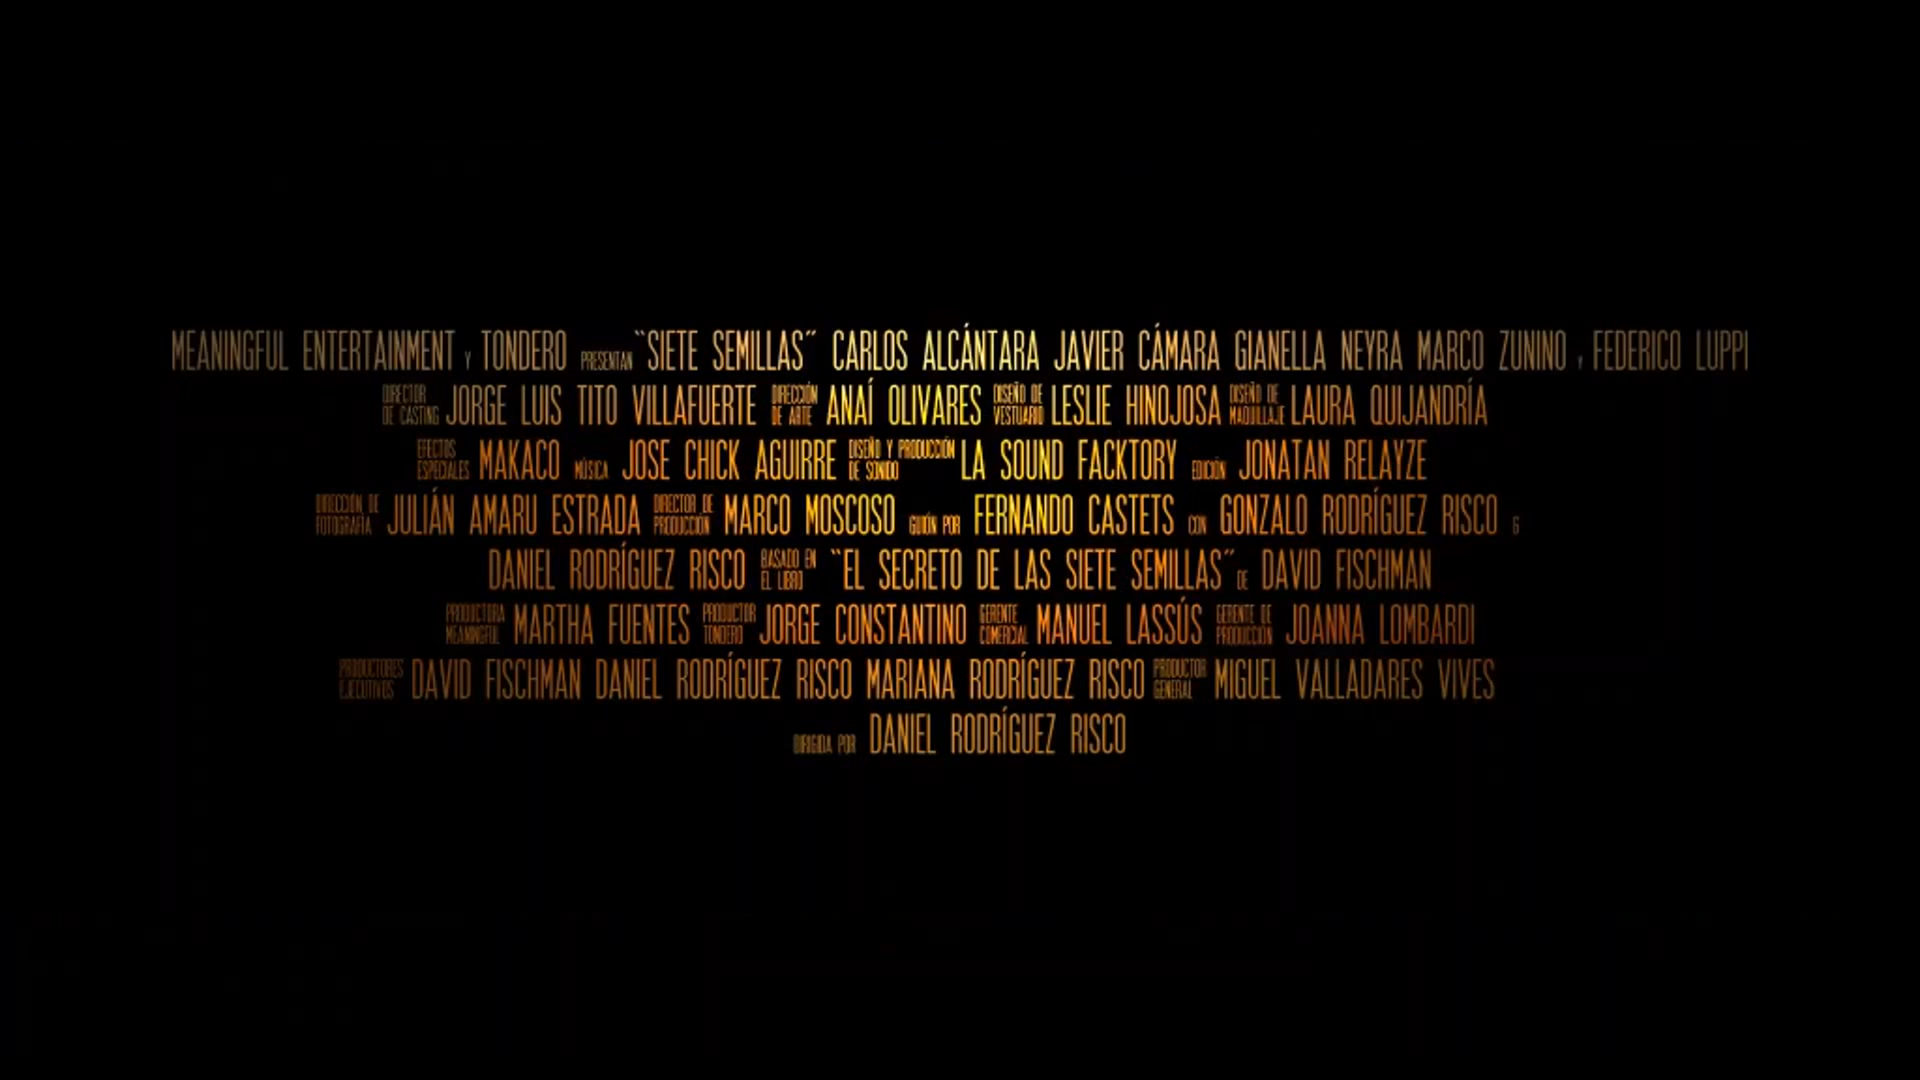 MEANINGFUL ENTERTAINMENT Y TONDERO PRESENTAN "SIETE SEMILLAS" CARLOS ALCÁNTARA JAVIER CÁMARA GIANELLA NEYRA MARCO ZUNINO Y FEDERICO LUPPI
DIRECTOR DE CASTING JORGE LUIS TITO VILLAFUERTE DIRECCIÓN DE ARTE ANAÍ OLIVARES DISEÑO DE VESTUARIO LESLIE HINOJOSA DISEÑO DE MAQUILLAJE LAURA QUIJANDRÍA
EFECTOS ESPECIALES MAKACO MÚSICA JOSE CHICK AGUIRRE DISEÑO Y PRODUCCIÓN DE SONIDO LA SOUND FACKTORY EDICIÓN JONATAN RELAYZE
DIRECCIÓN DE FOTOGRAFÍA JULIÁN AMARU ESTRADA DIRECTOR DE PRODUCCIÓN MARCO MOSCOSO GUIÓN POR FERNANDO CASTETS CON GONZALO RODRÍGUEZ RISCO &
DANIEL RODRÍGUEZ RISCO BASADO EN EL LIBRO "EL SECRETO DE LAS SIETE SEMILLAS" DE DAVID FISCHMAN
PRODUCTORA MEANINGFUL MARTHA FUENTES PRODUCTOR TONDERO JORGE CONSTANTINO GERENTE COMERCIAL MANUEL LASSÚS GERENTE DE PRODUCCIÓN JOANNA LOMBARDI
PRODUCTORES EJECUTIVOS DAVID FISCHMAN DANIEL RODRÍGUEZ RISCO MARIANA RODRÍGUEZ RISCO PRODUCTOR GENERAL MIGUEL VALLADARES VIVES
DIRIGIDA POR DANIEL RODRÍGUEZ RISCO